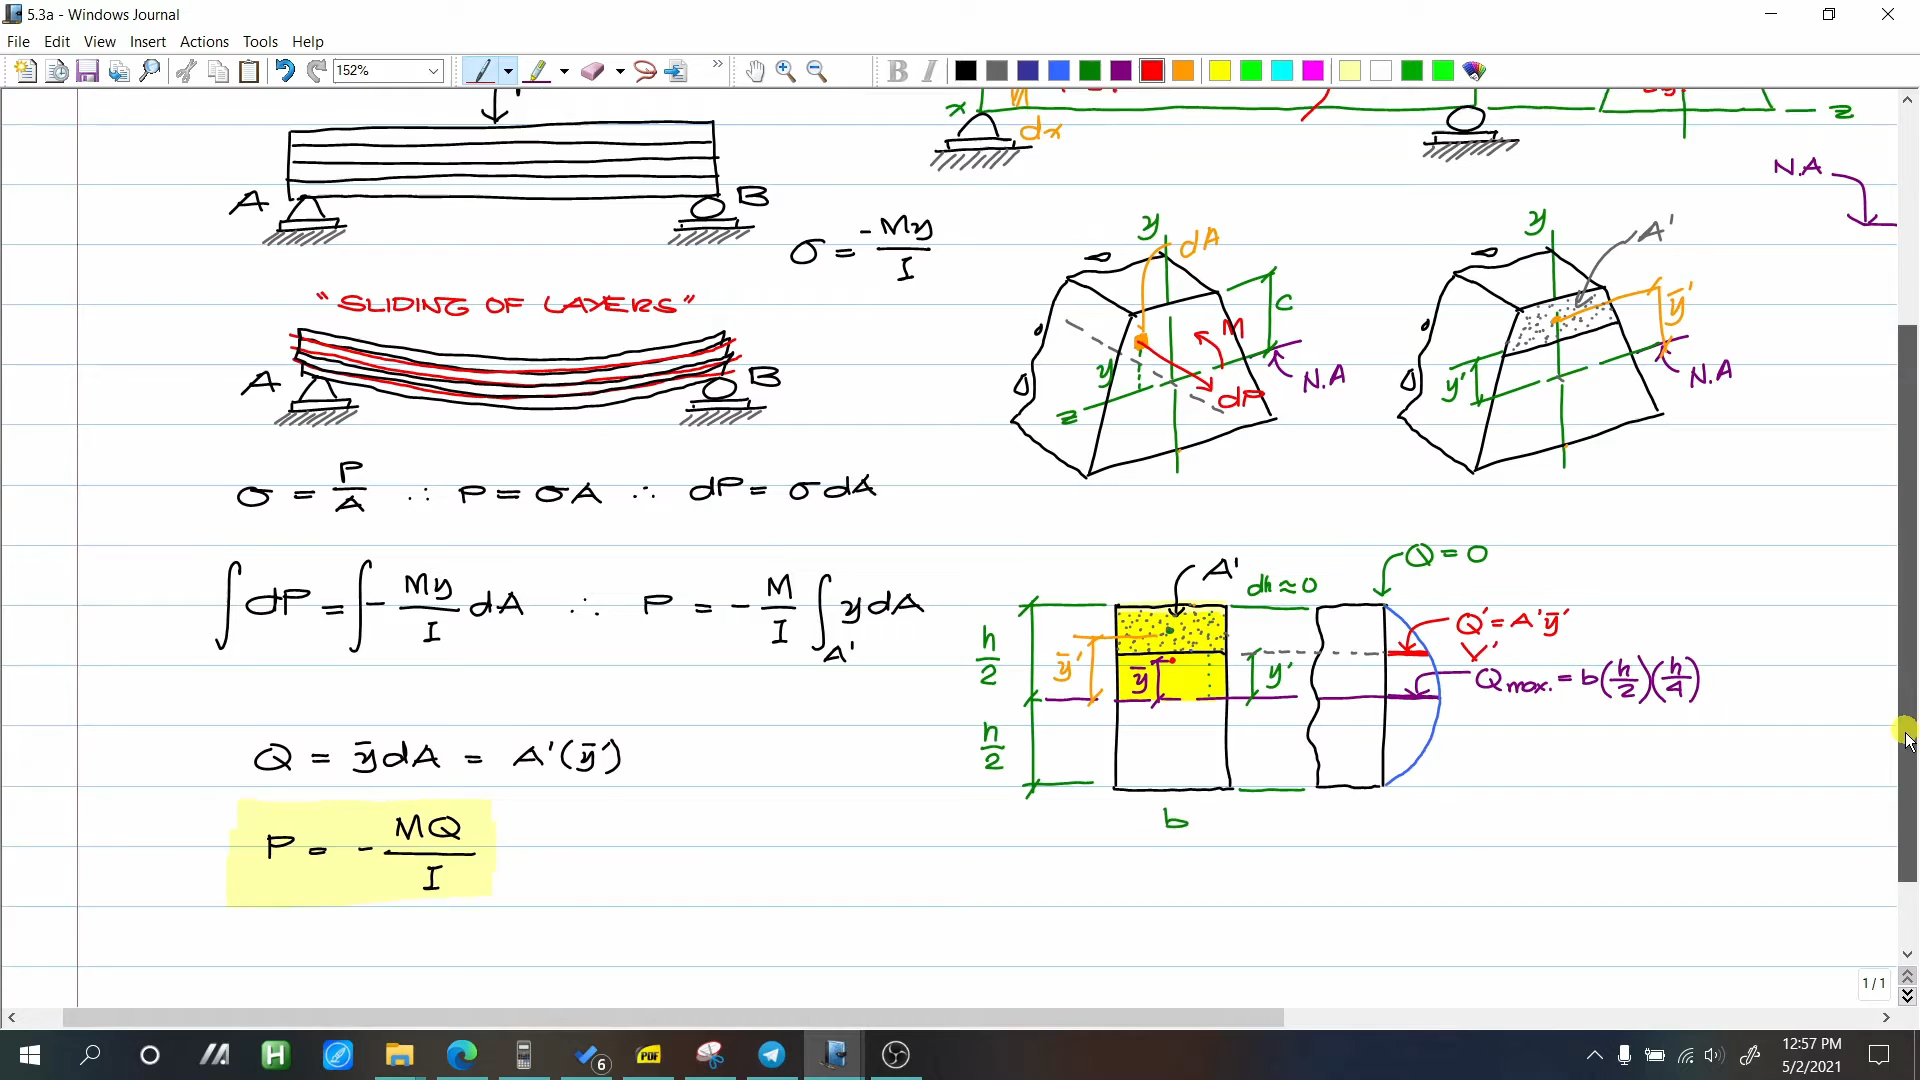 5.3a - Windows Journal
File Edit View Insert Actions Tools Help
152%
B I
x
dx
z
N.A
A
B
σ = -My/I
y
dA
C
M
y
z
dP
N.A
y
A'
ȳ'
y'
N.A
"SLIDING OF LAYERS"
A
B
σ = P/A ∴ P = σA ∴ dP = σdA
∫dP = ∫- My/I dA ∴ P = - M/I ∫A' ydA
Q = ȳdA = A'(ȳ')
P = - MQ/I
A'
dh ≈ 0
Q = 0
h/2
ȳ'
ȳ
y'
Q' = A'ȳ'
V'
Qmax. = b(h/2)(h/4)
h/2
b
1 / 1
6
PDF
12:57 PM
5/2/2021